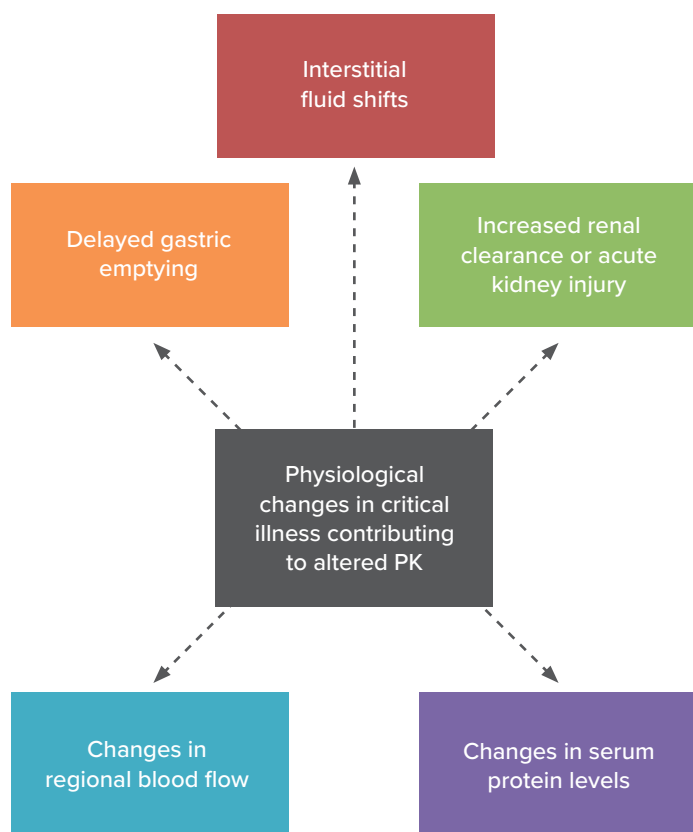 Interstitial
fluid shifts
Delayed gastric
emptying
Increased renal
clearance or acute
kidney injury
Physiological
changes in critical
illness contributing
to altered PK
Changes in
regional blood flow
Changes in serum
protein levels